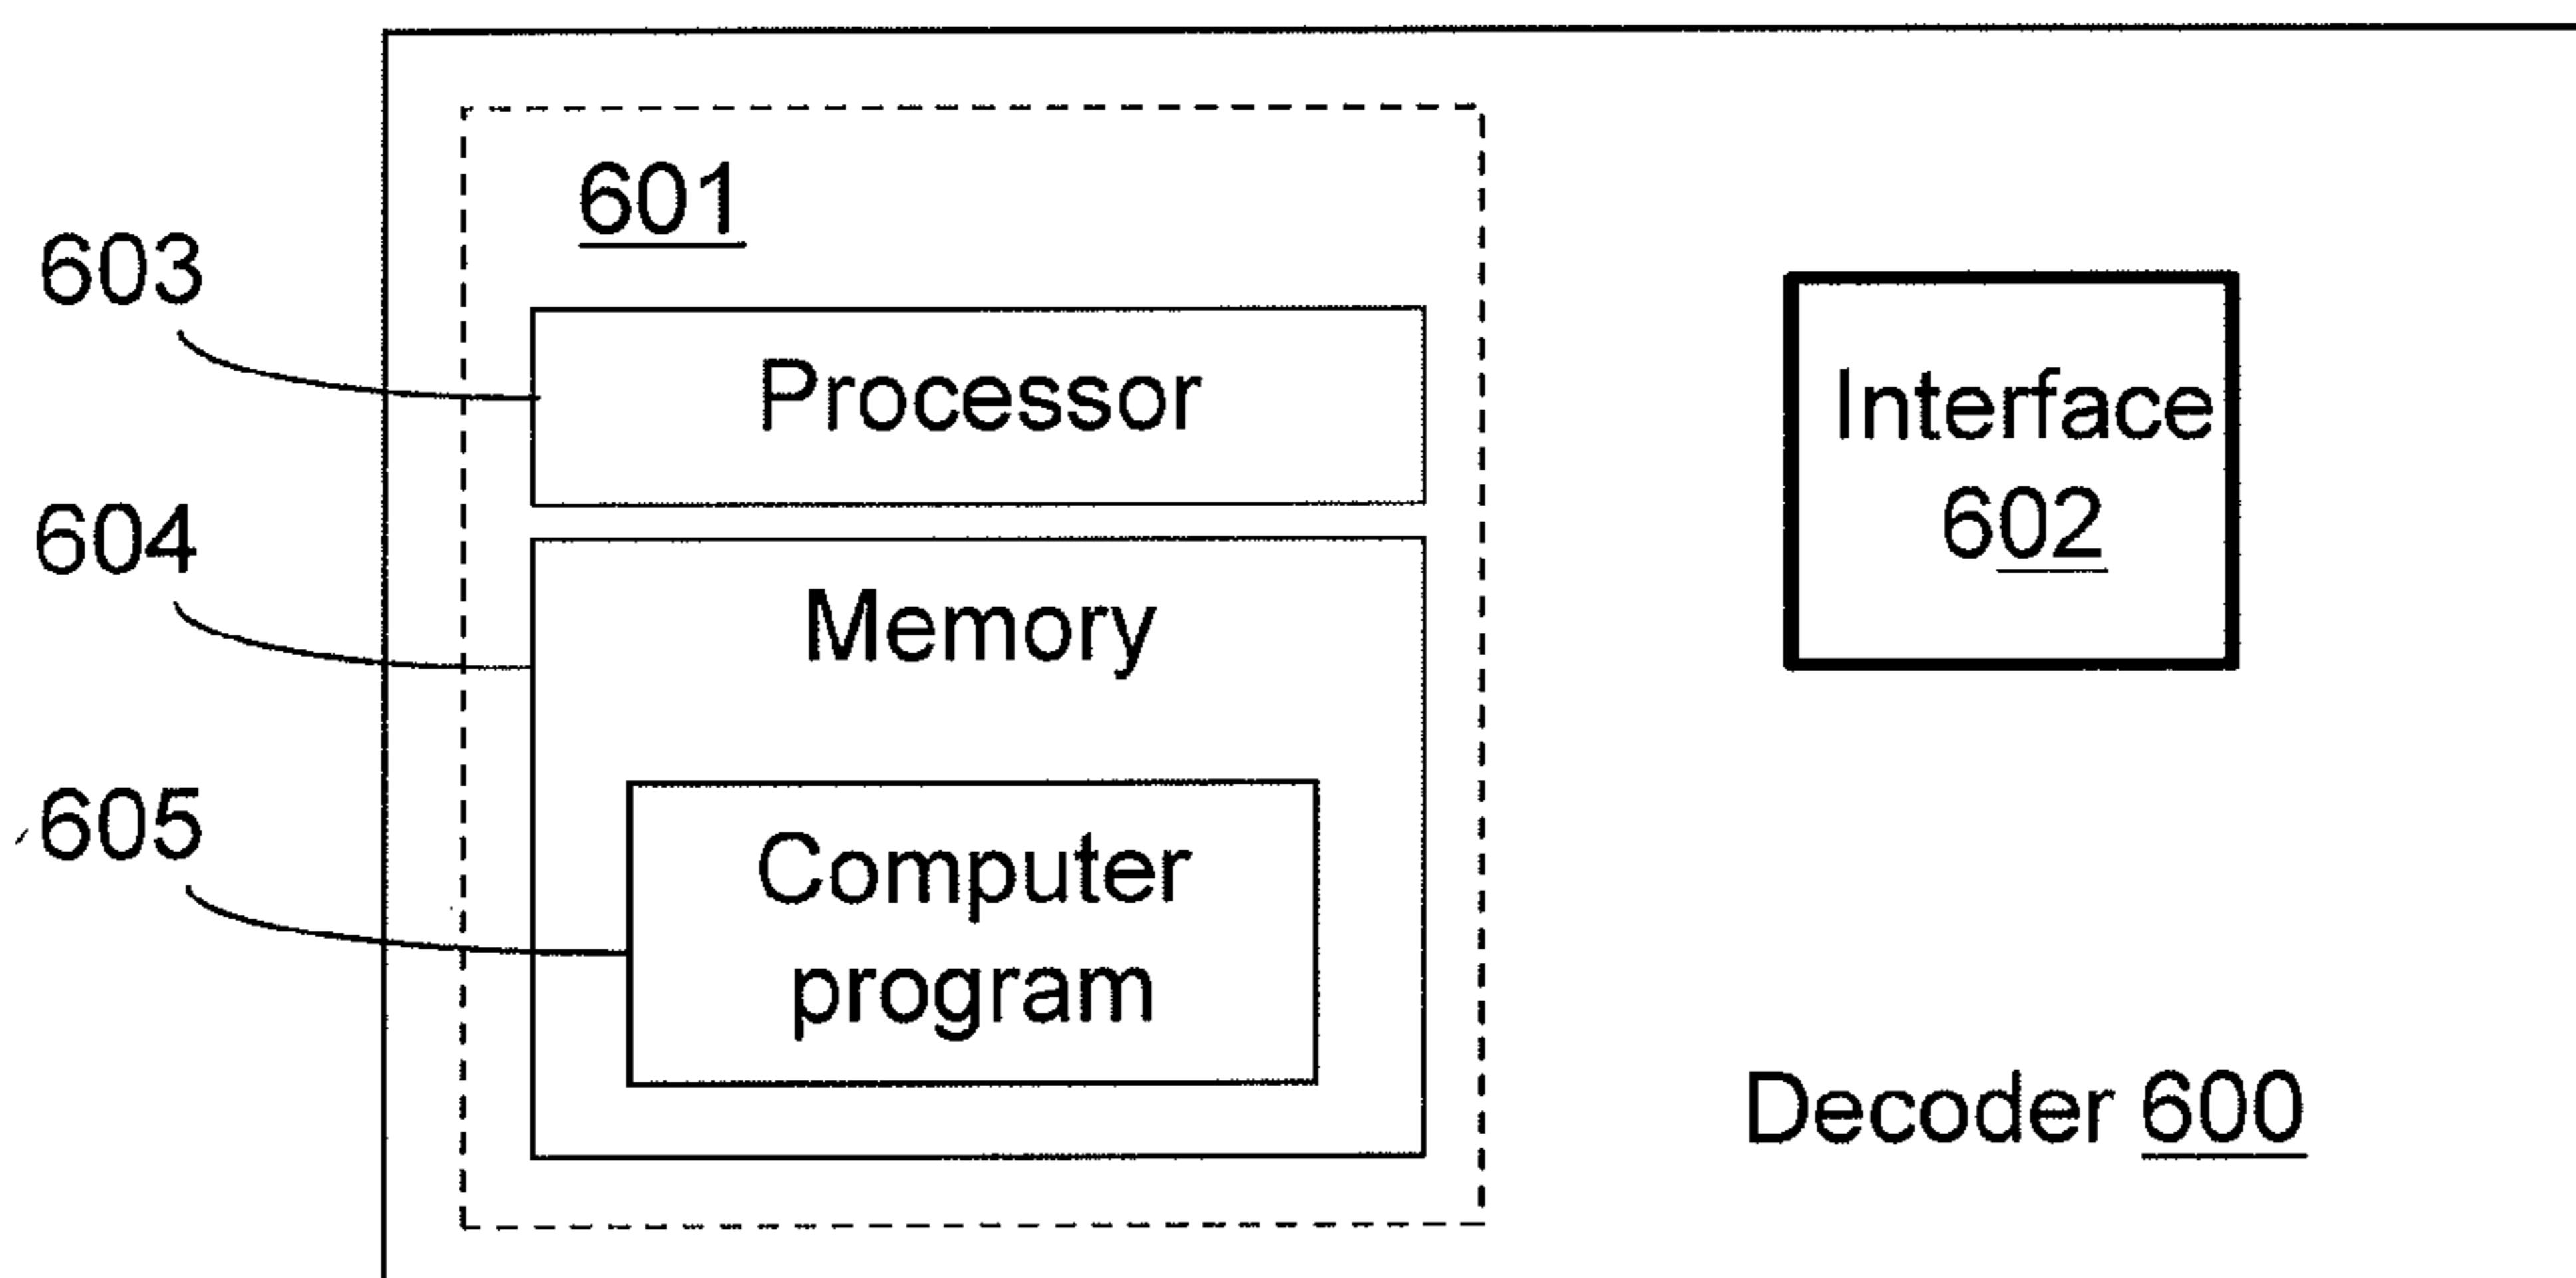 601
603
Processor
Interface
602
604
Memory
605
Computer
program
Decoder 600